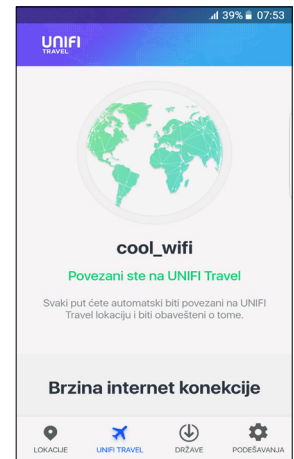 39% 07:53
UNIFI
TRAVEL
cool_wifi
Povezani ste na UNIFI Travel
Svaki put ćete automatski biti povezani na UNIFI
Travel lokaciju i biti obavešteni o tome.
Brzina internet konekcije
LOKACIJE UNIFI TRAVEL DRŽAVE PODEŠAVANJA